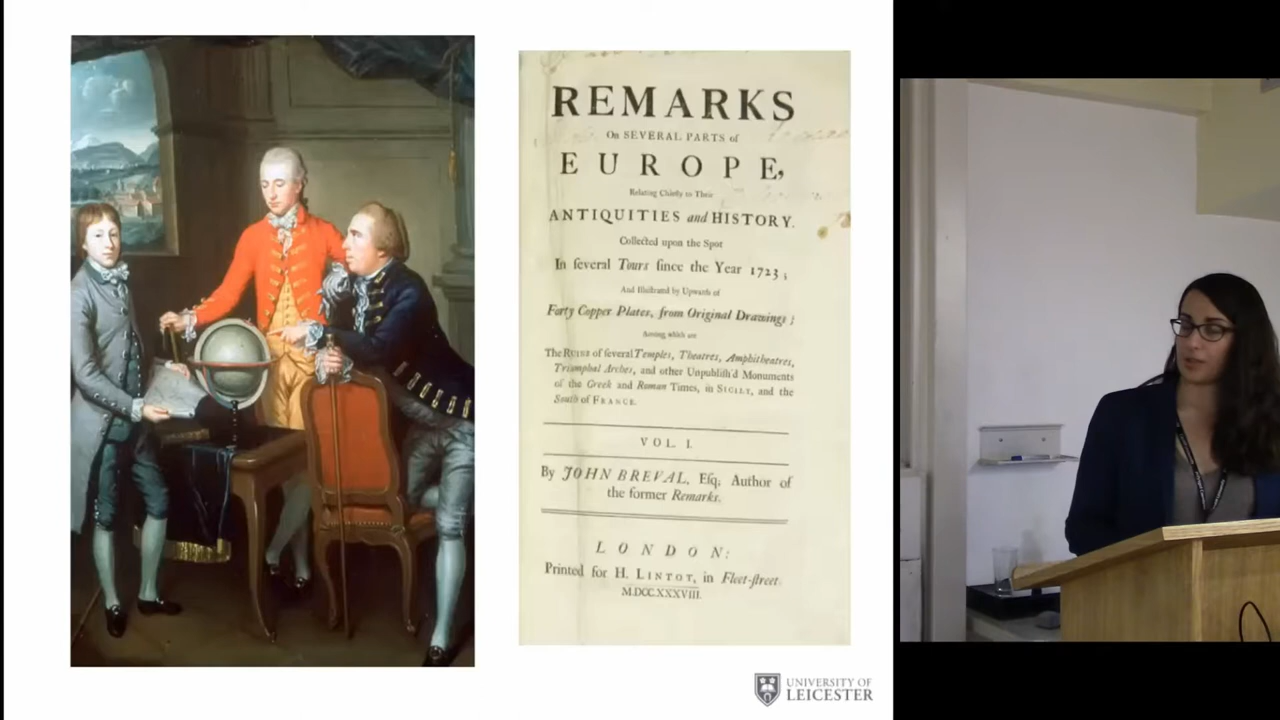 REMARKS
On SEVERAL PARTS of
EUROPE,
Relating Chiefly to Their
ANTIQUITIES and HISTORY.
Collected upon the Spot
In several Tours since the Year 1723;
And Illustrated by Upwards of
Forty Copper Plates, from Original Drawings;
Among which are
The RUINS of several Temples, Theatres, Amphitheatres,
Triumphal Arches, and other Unpublish'd Monuments
of the Greek and Roman Times, in SICILY, and the
South of FRANCE.
VOL. I.
By JOHN BREVAL, Esq; Author of
the former Remarks.
LONDON:
Printed for H. LINTOT, in Fleet-street.
M.DCC.XXXVIII.
UNIVERSITY OF
LEICESTER